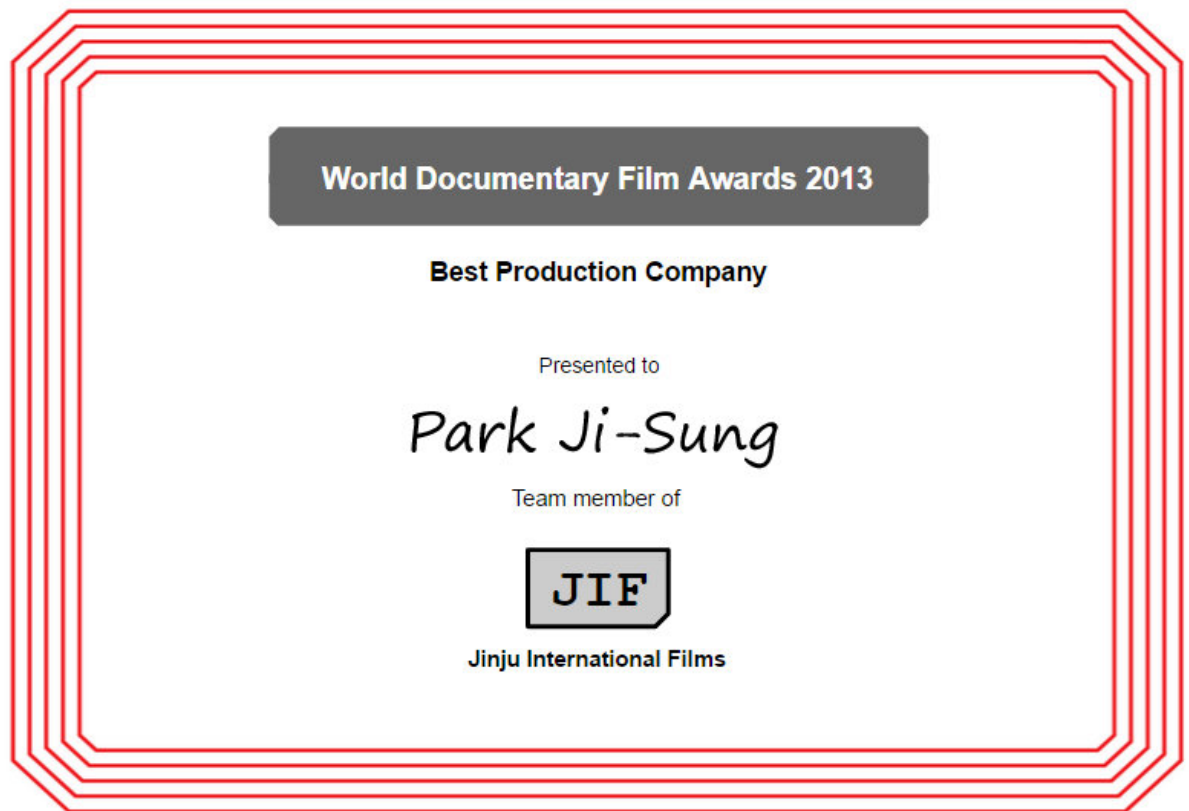 World Documentary Film Awards 2013
Best Production Company
Presented to
Park Ji-Sung
Team member of
JIF
Jinju International Films